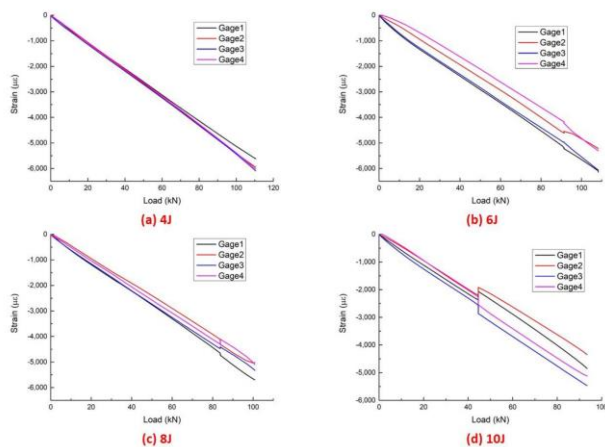 0
-1,000
-2,000
-3,000
-4,000
-5,000
-6,000
Strain (με)
Gage1
Gage2
Gage3
Gage4
0 20 40 60 80 100 120
Load (kN)
(a) 4J
0
-1,000
-2,000
-3,000
-4,000
-5,000
-6,000
Strain (με)
Gage1
Gage2
Gage3
Gage4
0 20 40 60 80 100
Load (kN)
(b) 6J
0
-1,000
-2,000
-3,000
-4,000
-5,000
-6,000
Strain (με)
Gage1
Gage2
Gage3
Gage4
0 20 40 60 80 100
Load (kN)
(c) 8J
0
-1,000
-2,000
-3,000
-4,000
-5,000
-6,000
Strain (με)
Gage1
Gage2
Gage3
Gage4
0 20 40 60 80 100
Load (kN)
(d) 10J